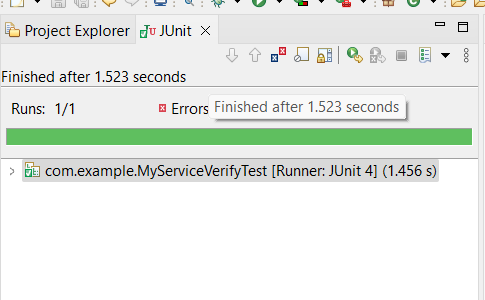 Project Explorer JUnit
Finished after 1.523 seconds
Runs: 1/1 Errors
Finished after 1.523 seconds
com.example.MyServiceVerifyTest [Runner: JUnit 4] (1.456 s)